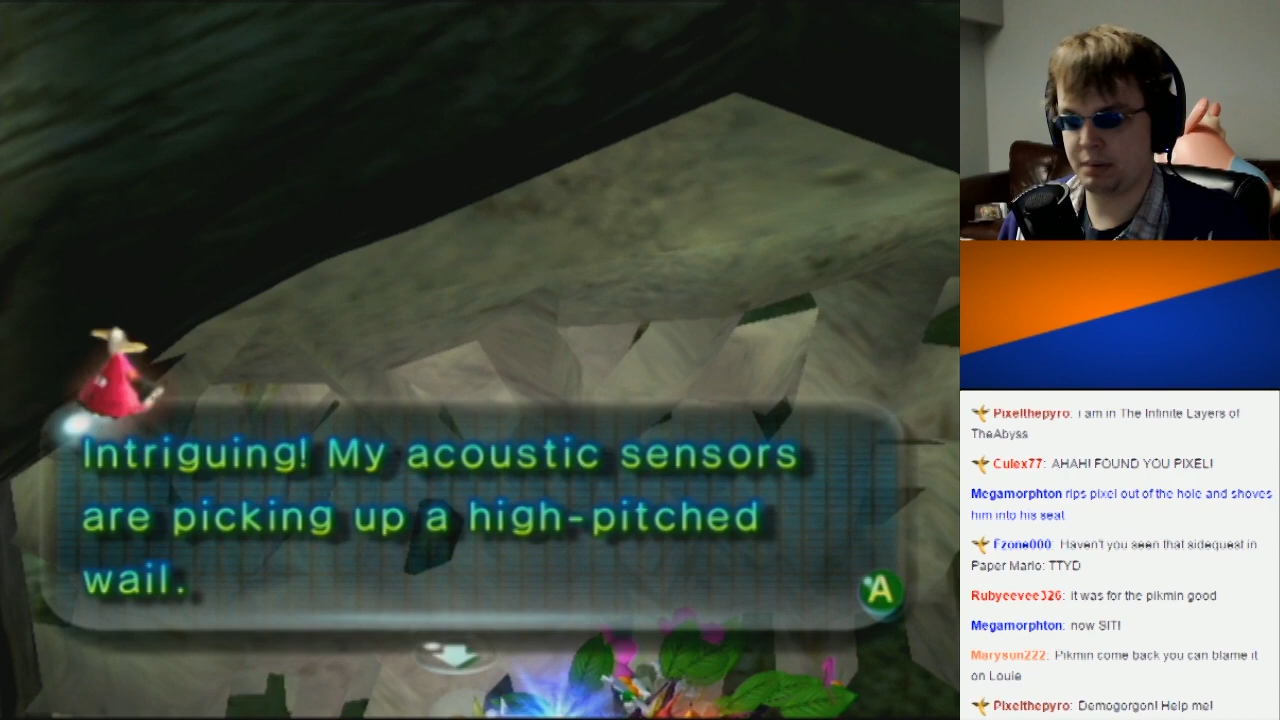 Intriguing! My acoustic sensors
are picking up a high-pitched
wail.
A
Pixelthepyro: i am in The Infinite Layers of
TheAbyss
Culex77: AHAH! FOUND YOU PIXEL!
Megamorphton rips pixel out of the hole and shoves
him into his seat
Fzone000: Haven't you seen that sidequest in
Paper Mario: TTYD
Rubyeevee326: it was for the pikmin good
Megamorphton: now SIT!
Marysun222: Pikmin come back you can blame it
on Louie
Pixelthepyro: Demogorgon! Help me!